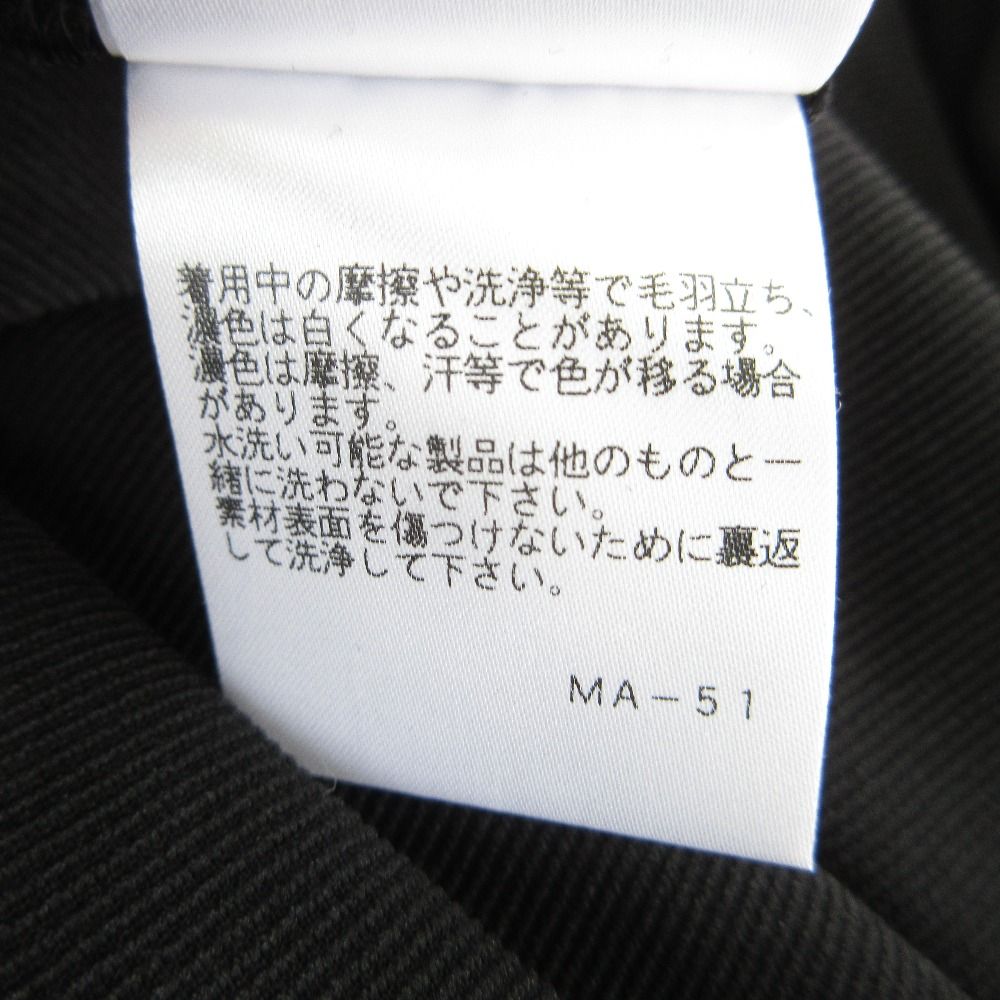 着用中の摩擦や洗浄等で毛羽立ち、
濃色は白くなることがあります。
濃色は摩擦、汗等で色が移る場合
があります。
水洗い可能な製品は他のものと一
緒に洗わないで下さい。
素材表面を傷つけないために裏返
して洗浄して下さい。
MA-51